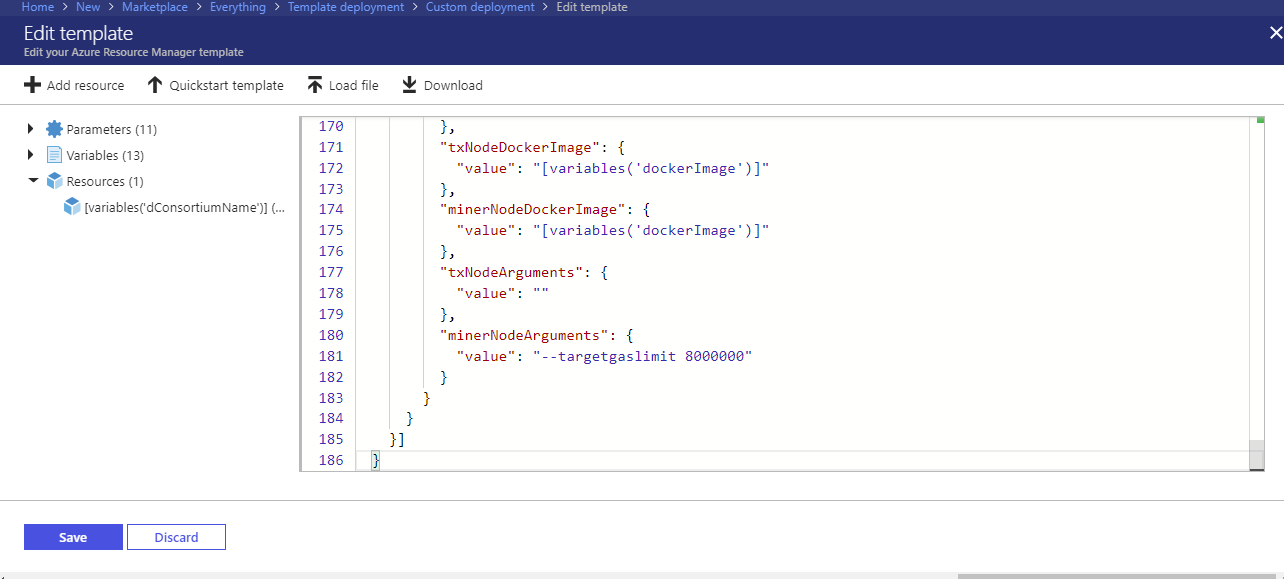 Home > New > Marketplace > Everything > Template deployment > Custom deployment > Edit template
Edit template
Edit your Azure Resource Manager template
Add resource Quickstart template Load file Download
Parameters (11)
Variables (13)
Resources (1)
[variables('dConsortiumName')] (...
170 },
171 "txNodeDockerImage": {
172 "value": "[variables('dockerImage')]"
173 },
174 "minerNodeDockerImage": {
175 "value": "[variables('dockerImage')]"
176 },
177 "txNodeArguments": {
178 "value": ""
179 },
180 "minerNodeArguments": {
181 "value": "--targetgaslimit 8000000"
182 }
183 }
184 }
185 }]
186 }
Save Discard